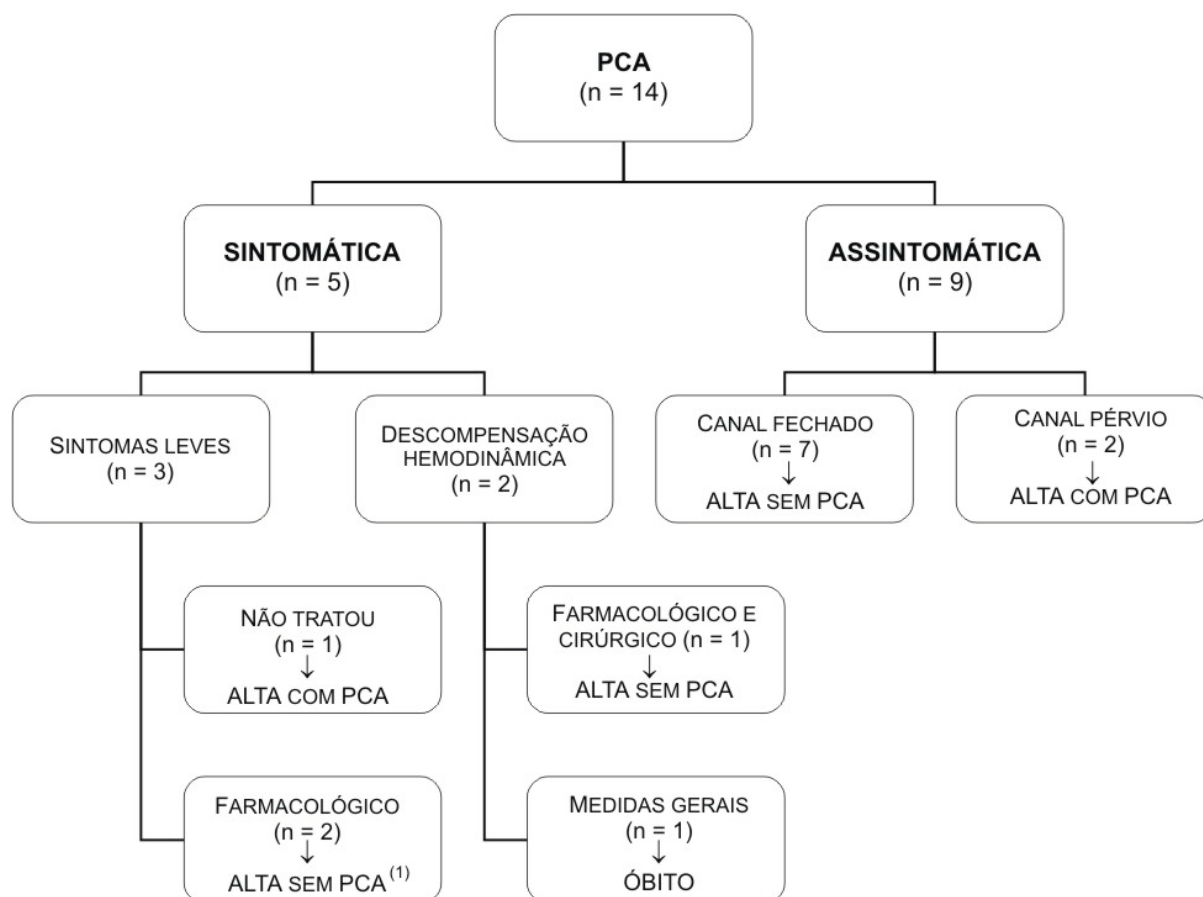 PCA
(n = 14)
SINTOMÁTICA
(n = 5)
ASSINTOMÁTICA
(n = 9)
SINTOMAS LEVES
(n = 3)
DESCOMPENSAÇÃO
HEMODINÂMICA
(n = 2)
CANAL FECHADO
(n = 7)
↓
ALTA SEM PCA
CANAL PÉRVIO
(n = 2)
↓
ALTA COM PCA
NÃO TRATOU
(n = 1)
↓
ALTA COM PCA
FARMACOLÓGICO E
CIRÚRGICO (n = 1)
↓
ALTA SEM PCA
FARMACOLÓGICO
(n = 2)
↓
ALTA SEM PCA (1)
MEDIDAS GERAIS
(n = 1)
↓
ÓBITO